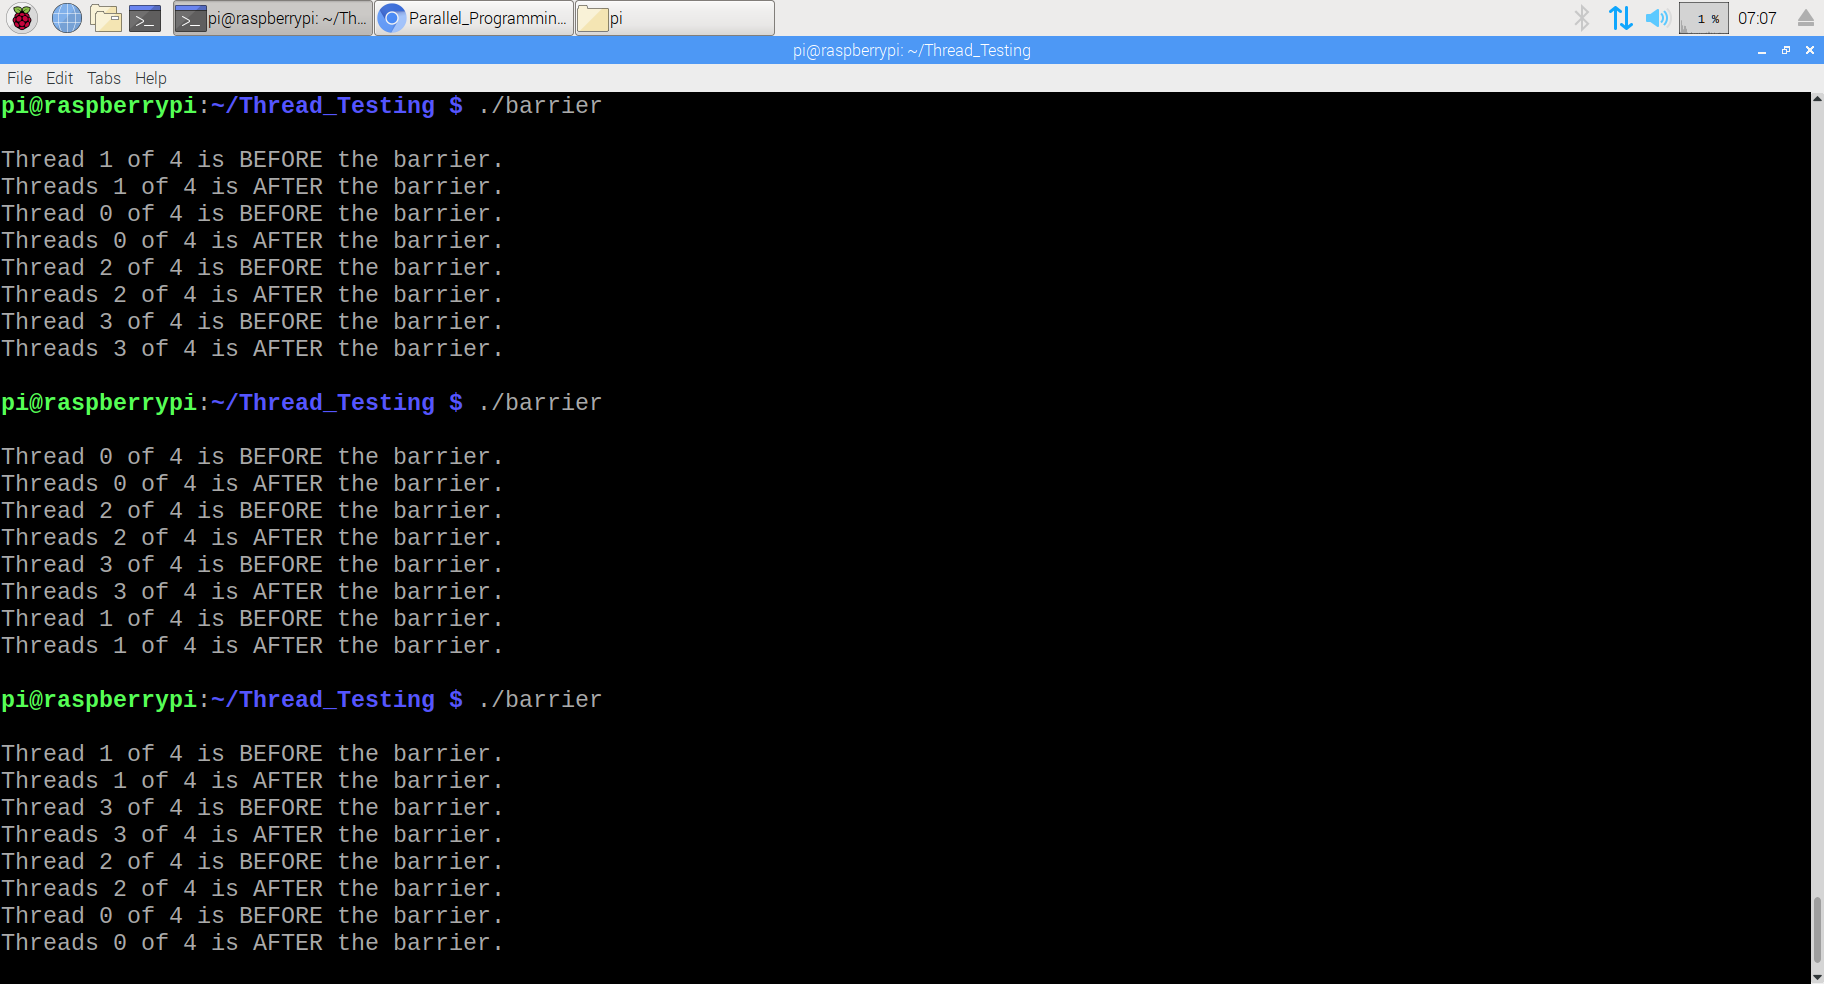 pi@raspberrypi: ~/Th...
Parallel_Programmin...
pi
1 %
07:07
pi@raspberrypi: ~/Thread_Testing
File Edit Tabs Help
pi@raspberrypi:~/Thread_Testing $ ./barrier
Thread 1 of 4 is BEFORE the barrier.
Threads 1 of 4 is AFTER the barrier.
Thread 0 of 4 is BEFORE the barrier.
Threads 0 of 4 is AFTER the barrier.
Thread 2 of 4 is BEFORE the barrier.
Threads 2 of 4 is AFTER the barrier.
Thread 3 of 4 is BEFORE the barrier.
Threads 3 of 4 is AFTER the barrier.
pi@raspberrypi:~/Thread_Testing $ ./barrier
Thread 0 of 4 is BEFORE the barrier.
Threads 0 of 4 is AFTER the barrier.
Thread 2 of 4 is BEFORE the barrier.
Threads 2 of 4 is AFTER the barrier.
Thread 3 of 4 is BEFORE the barrier.
Threads 3 of 4 is AFTER the barrier.
Thread 1 of 4 is BEFORE the barrier.
Threads 1 of 4 is AFTER the barrier.
pi@raspberrypi:~/Thread_Testing $ ./barrier
Thread 1 of 4 is BEFORE the barrier.
Threads 1 of 4 is AFTER the barrier.
Thread 3 of 4 is BEFORE the barrier.
Threads 3 of 4 is AFTER the barrier.
Thread 2 of 4 is BEFORE the barrier.
Threads 2 of 4 is AFTER the barrier.
Thread 0 of 4 is BEFORE the barrier.
Threads 0 of 4 is AFTER the barrier.